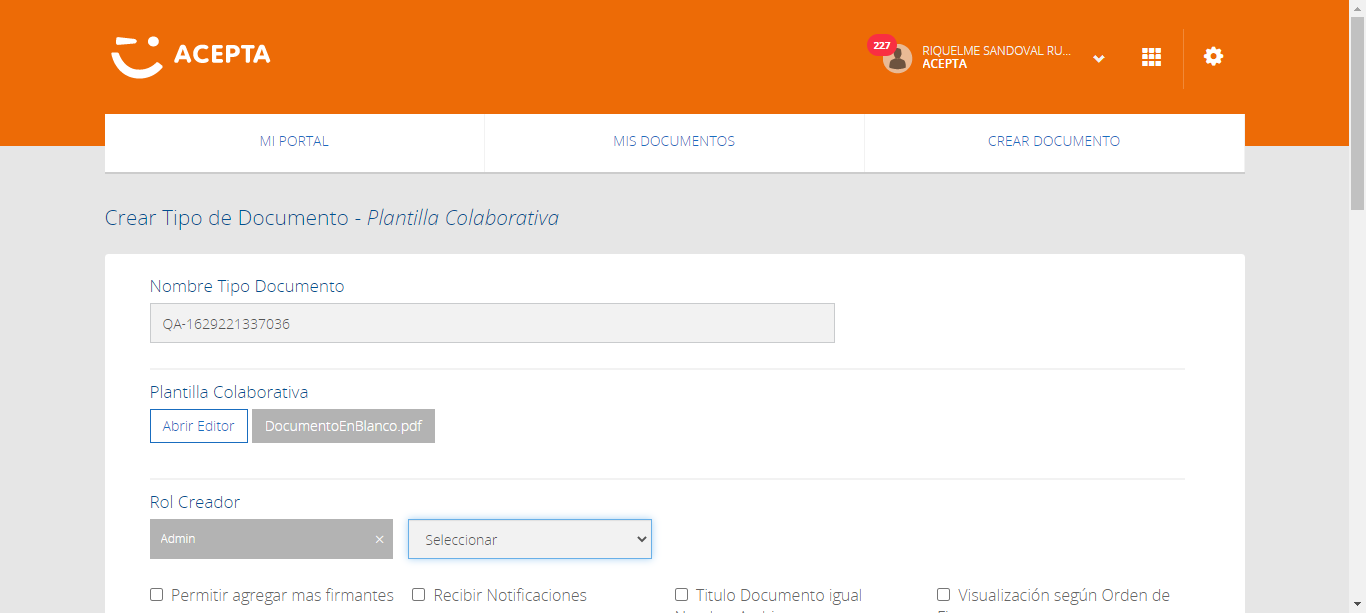 ACEPTA
227
RIQUELME SANDOVAL RU...
ACEPTA
MI PORTAL
MIS DOCUMENTOS
CREAR DOCUMENTO
Crear Tipo de Documento - Plantilla Colaborativa
Nombre Tipo Documento
QA-1629221337036
Plantilla Colaborativa
Abrir Editor
DocumentoEnBlanco.pdf
Rol Creador
Admin ×
Seleccionar
Permitir agregar mas firmantes
Recibir Notificaciones
Titulo Documento igual
Visualización según Orden de